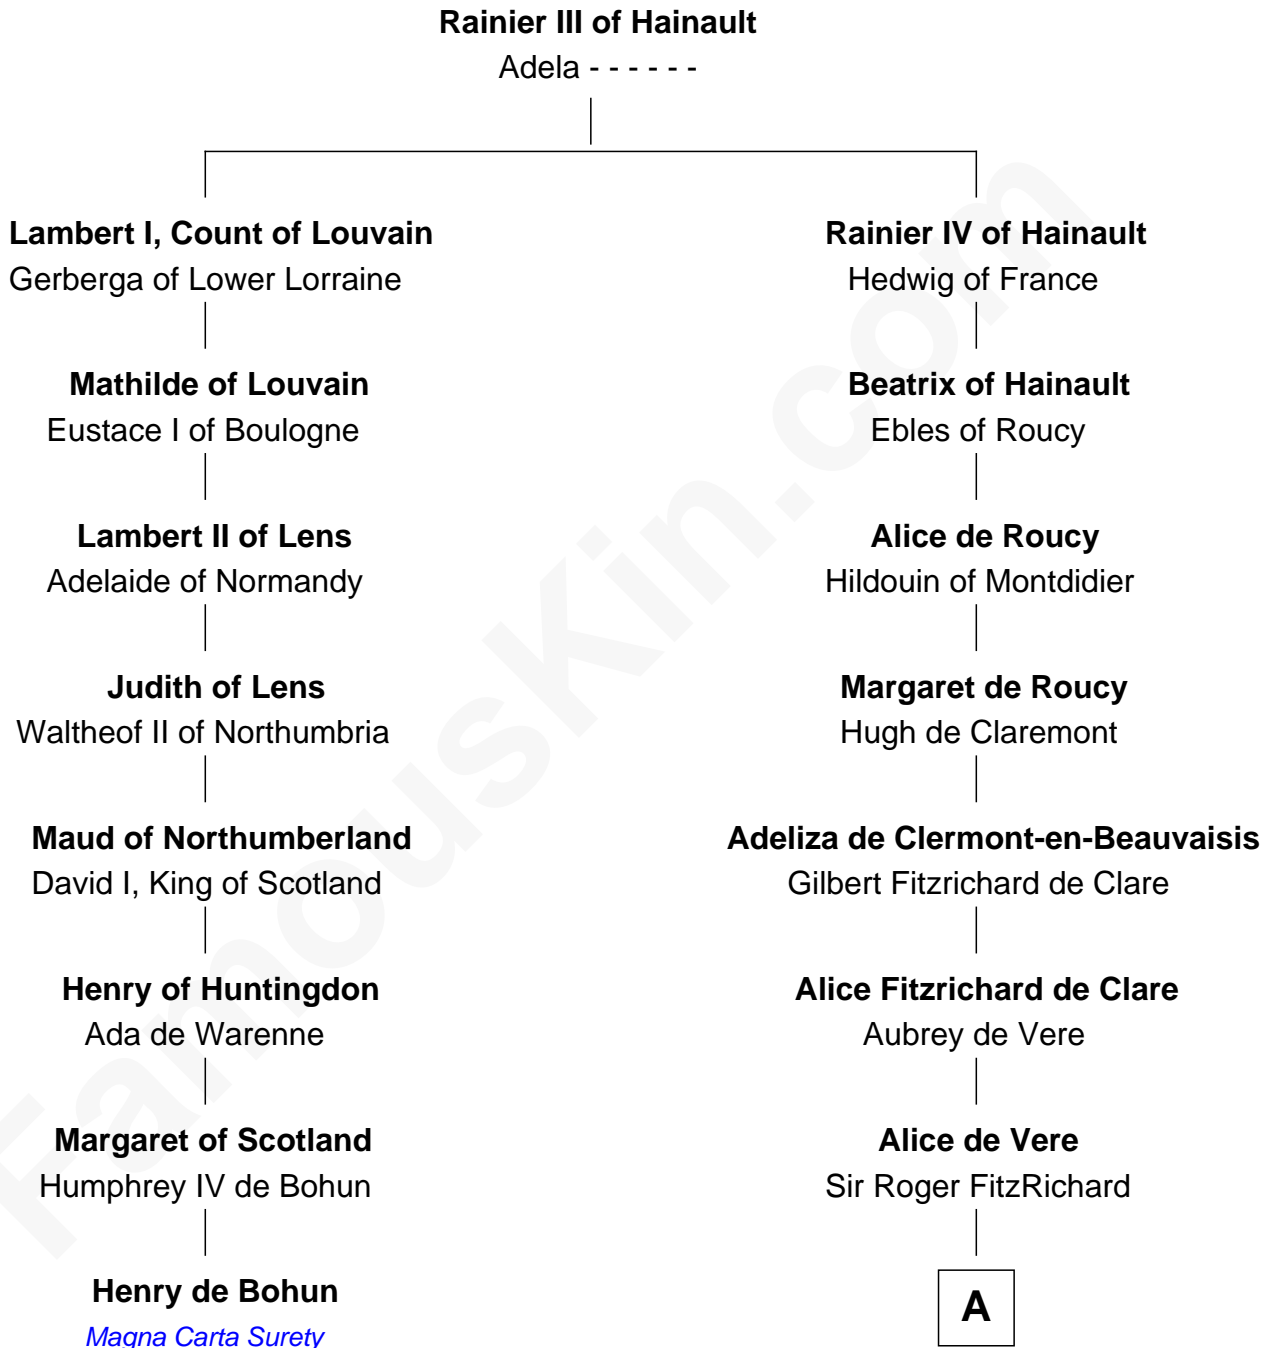 Rainier III of Hainault
Adela - - - - - -
Lambert I, Count of Louvain
Gerberga of Lower Lorraine
Mathilde of Louvain
Eustace I of Boulogne
Lambert II of Lens
Adelaide of Normandy
Judith of Lens
Waltheof II of Northumbria
Maud of Northumberland
David I, King of Scotland
Henry of Huntingdon
Ada de Warenne
Margaret of Scotland
Humphrey IV de Bohun
Henry de Bohun
Magna Carta Surety
Rainier IV of Hainault
Hedwig of France
Beatrix of Hainault
Ebles of Roucy
Alice de Roucy
Hildouin of Montdidier
Margaret de Roucy
Hugh de Claremont
Adeliza de Clermont-en-Beauvaisis
Gilbert Fitzrichard de Clare
Alice Fitzrichard de Clare
Aubrey de Vere
Alice de Vere
Sir Roger FitzRichard
A
FamousKin.com